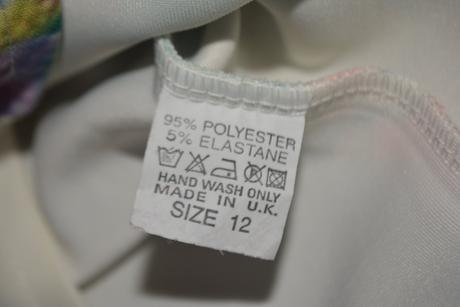 95% POLYESTER
5% ELASTANE
HAND WASH ONLY
MADE IN U.K.
SIZE 12